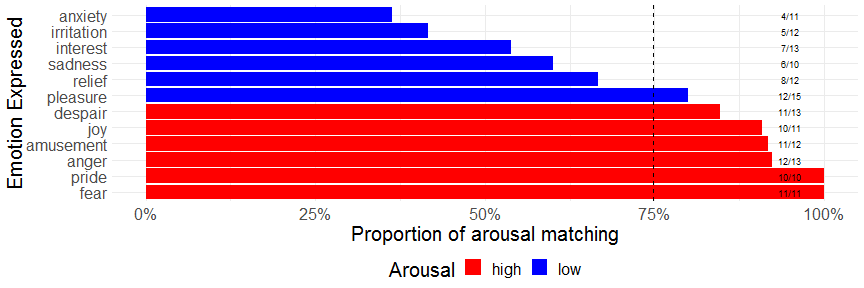 Emotion Expressed
anxiety 4/11
irritation 5/12
interest 7/13
sadness 6/10
relief 8/12
pleasure 12/15
despair 11/13
joy 10/11
amusement 11/12
anger 12/13
pride 10/10
fear 11/11
0% 25% 50% 75% 100%
Proportion of arousal matching
Arousal high low